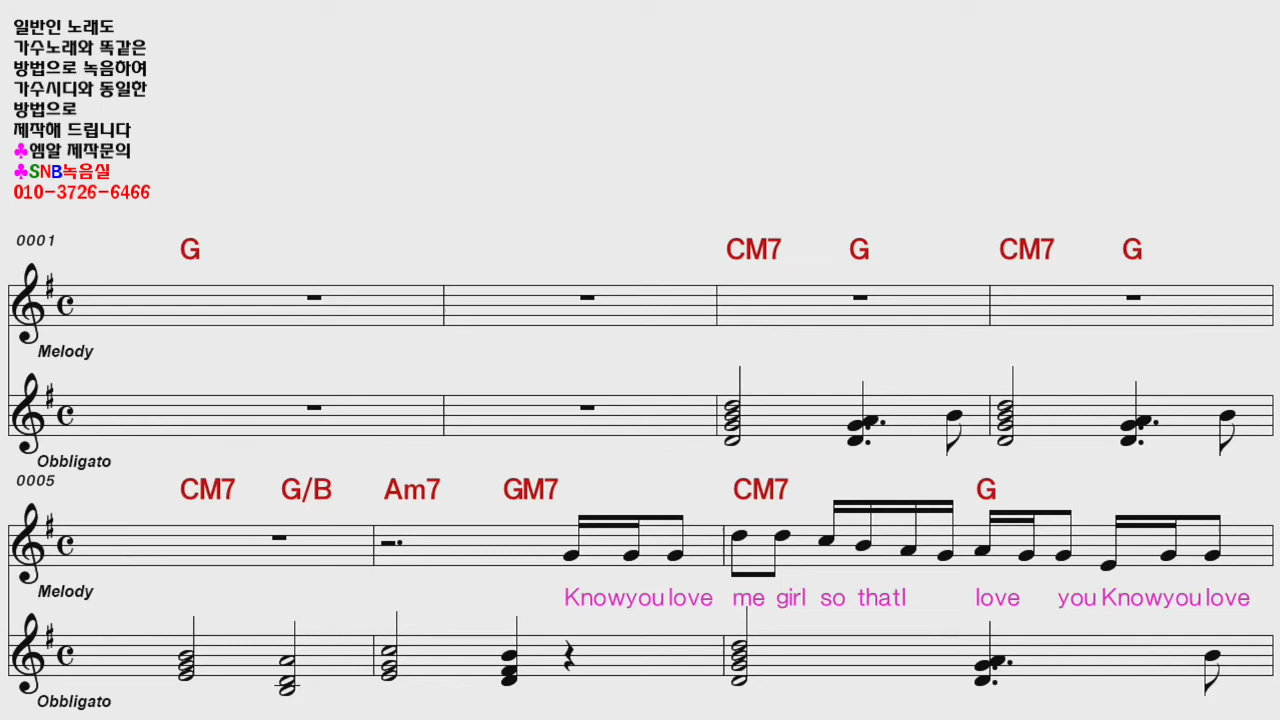 일반인 노래도
가수노래와 똑같은
방법으로 녹음하여
가수시디와 동일한
방법으로
제작해 드립니다
♣엠알 제작문의
♣SNB녹음실
010-3726-6466
0001
G CM7 G CM7 G
Melody
Obbligato
0005
CM7 G/B Am7 GM7 CM7 G
Melody
Know you love me girl so that I love you Know you love
Obbligato